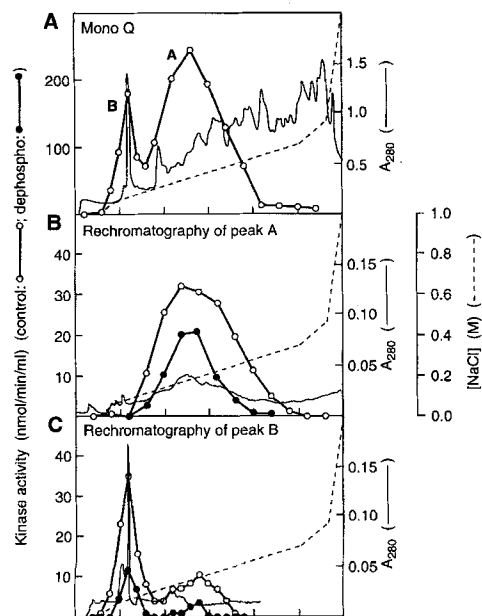 A
Mono Q
A
B
200
100
1.5
1.0
0.5
A280 (——)
B
Rechromatography of peak A
40
30
20
10
0.15
0.10
0.05
A280 (——)
1.0
0.8
0.6
0.4
0.2
0.0
[NaCl] (M) (-----)
C
Rechromatography of peak B
40
30
20
10
0.15
0.10
0.05
A280 (——)
Kinase activity (nmol/min/ml) (control: ○——○; dephospho: ●——●)